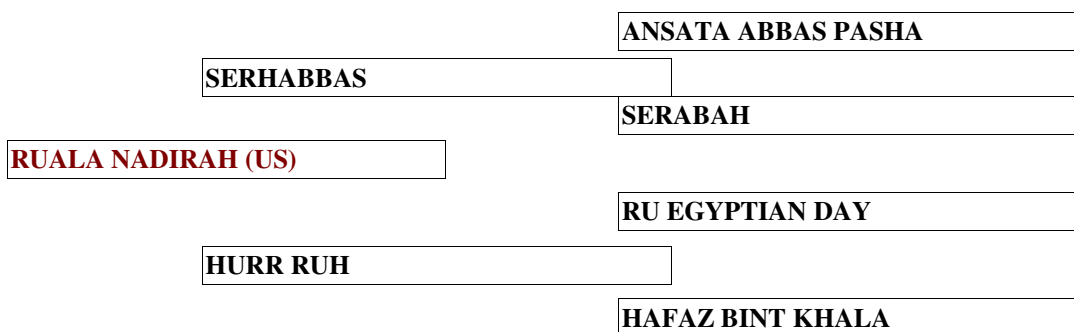 ANSATA ABBAS PASHA
SERHABBAS
SERABAH
RUALA NADIRAH (US)
RU EGYPTIAN DAY
HURR RUH
HAFAZ BINT KHALA